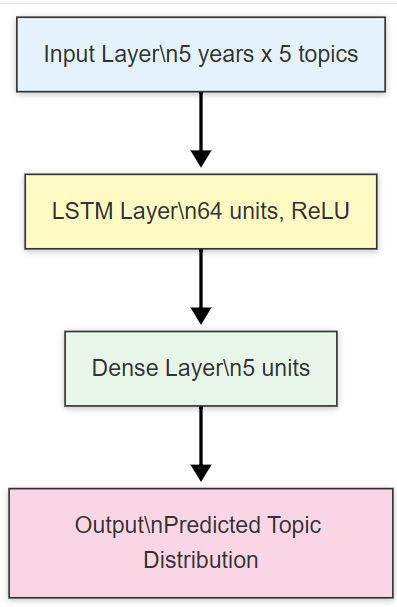 Input Layer\n5 years x 5 topics
LSTM Layer\n64 units, ReLU
Dense Layer\n5 units
Output\nPredicted Topic
Distribution